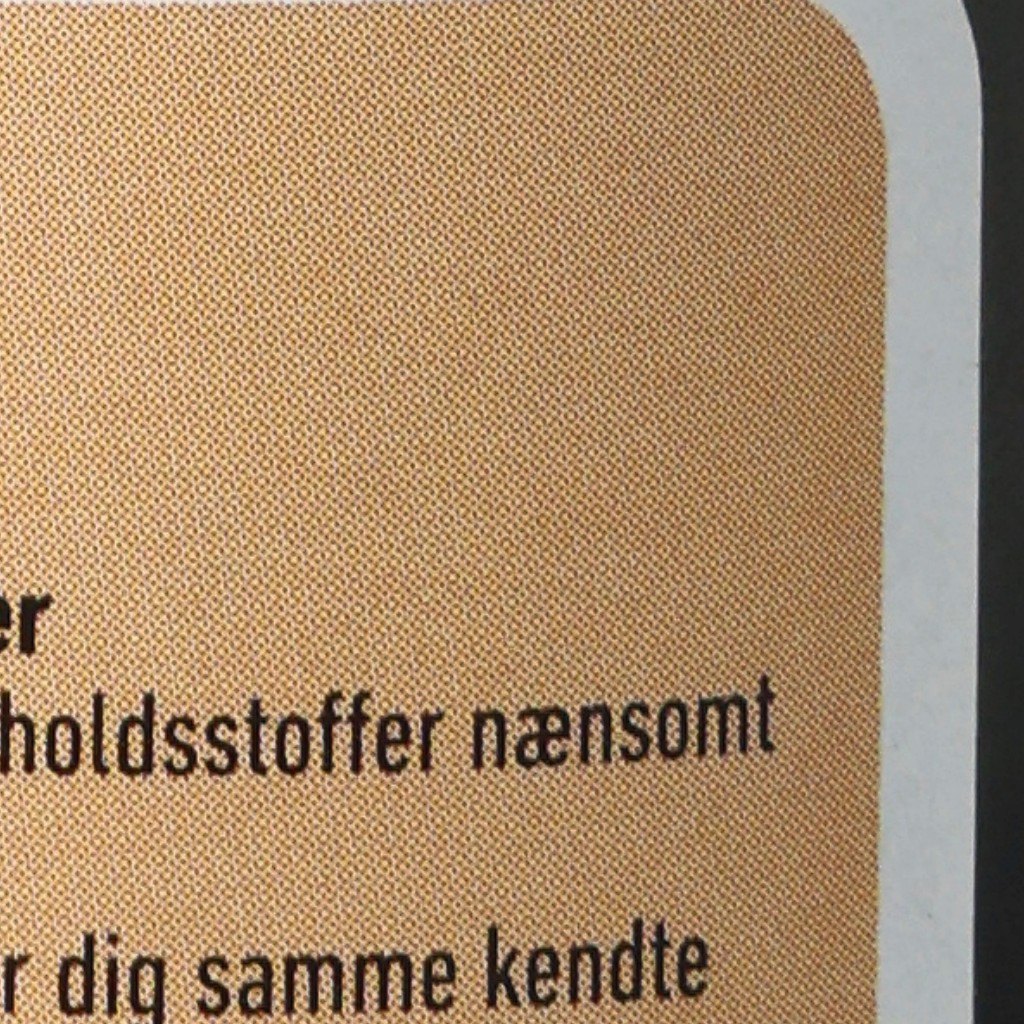 er
holdsstoffer nænsomt
r dig samme kendte